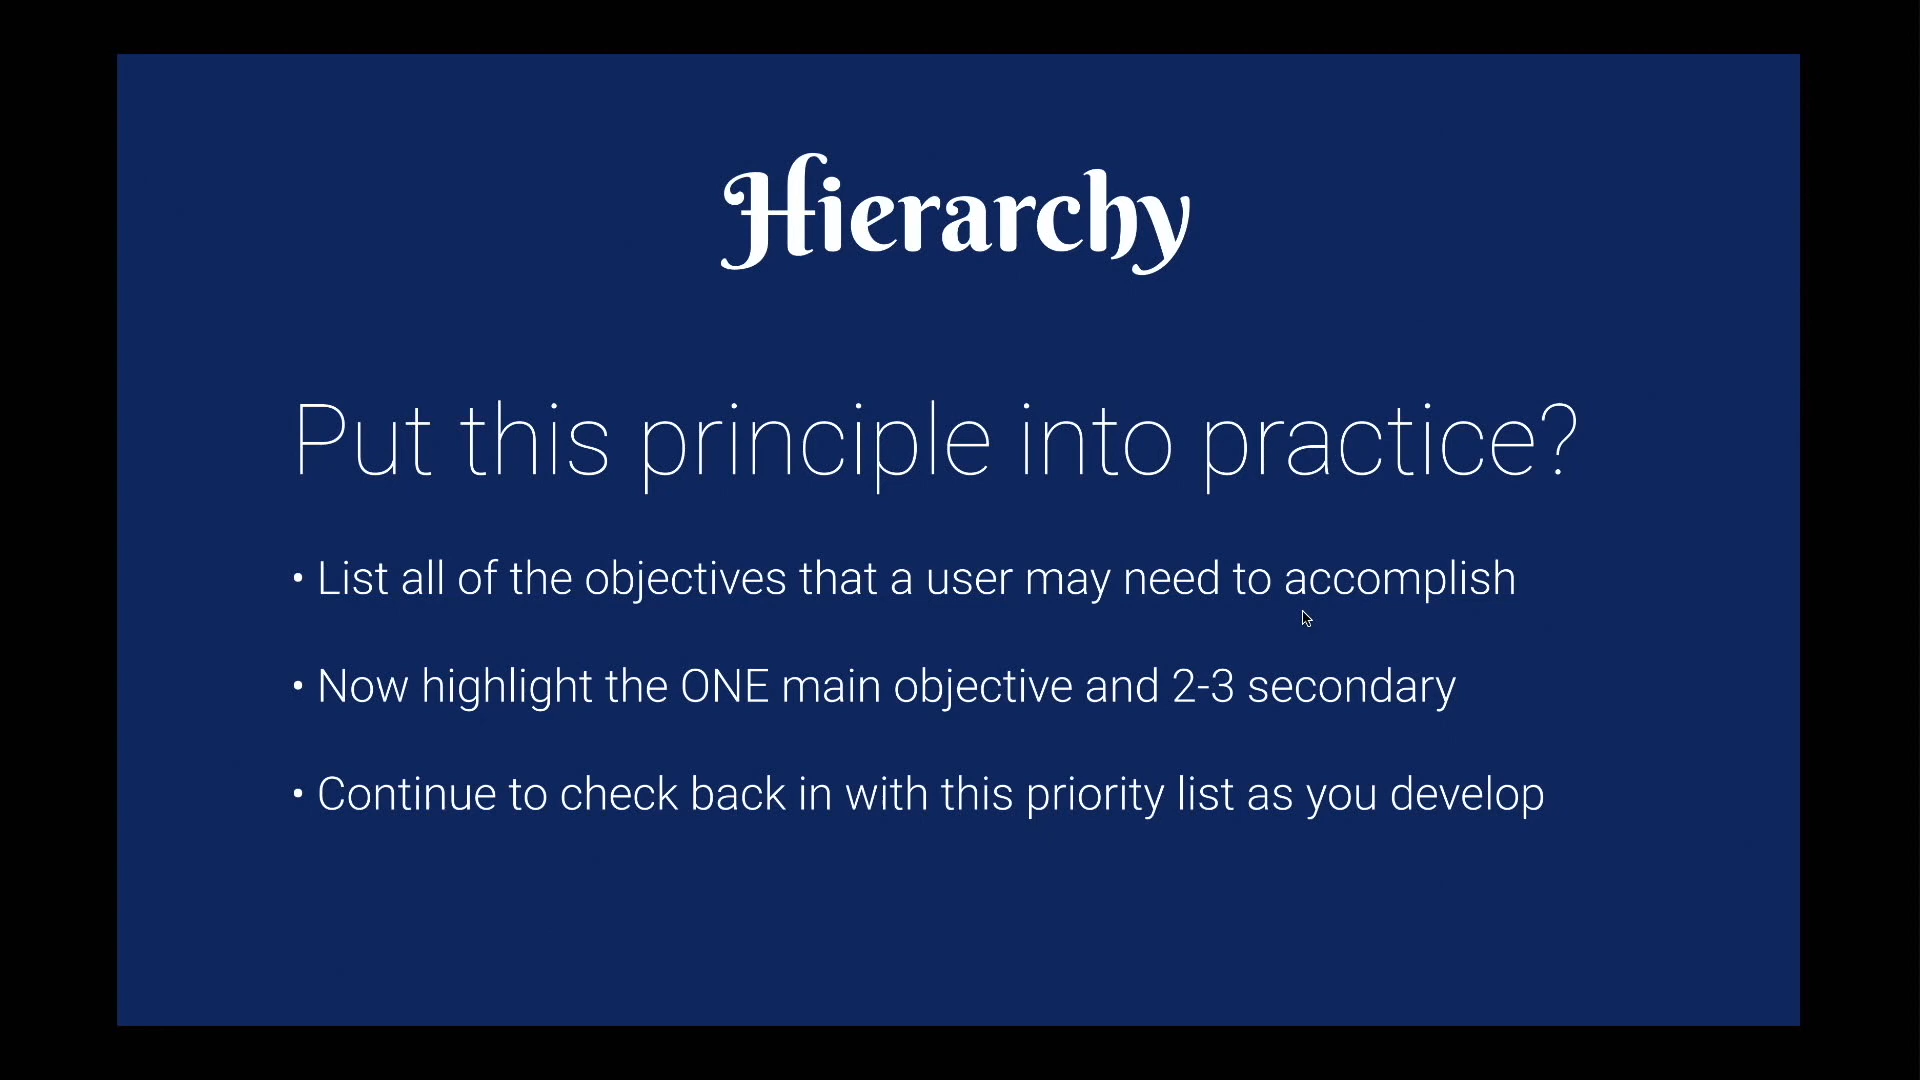 Hierarchy
Put this principle into practice?
• List all of the objectives that a user may need to accomplish
• Now highlight the ONE main objective and 2-3 secondary
• Continue to check back in with this priority list as you develop